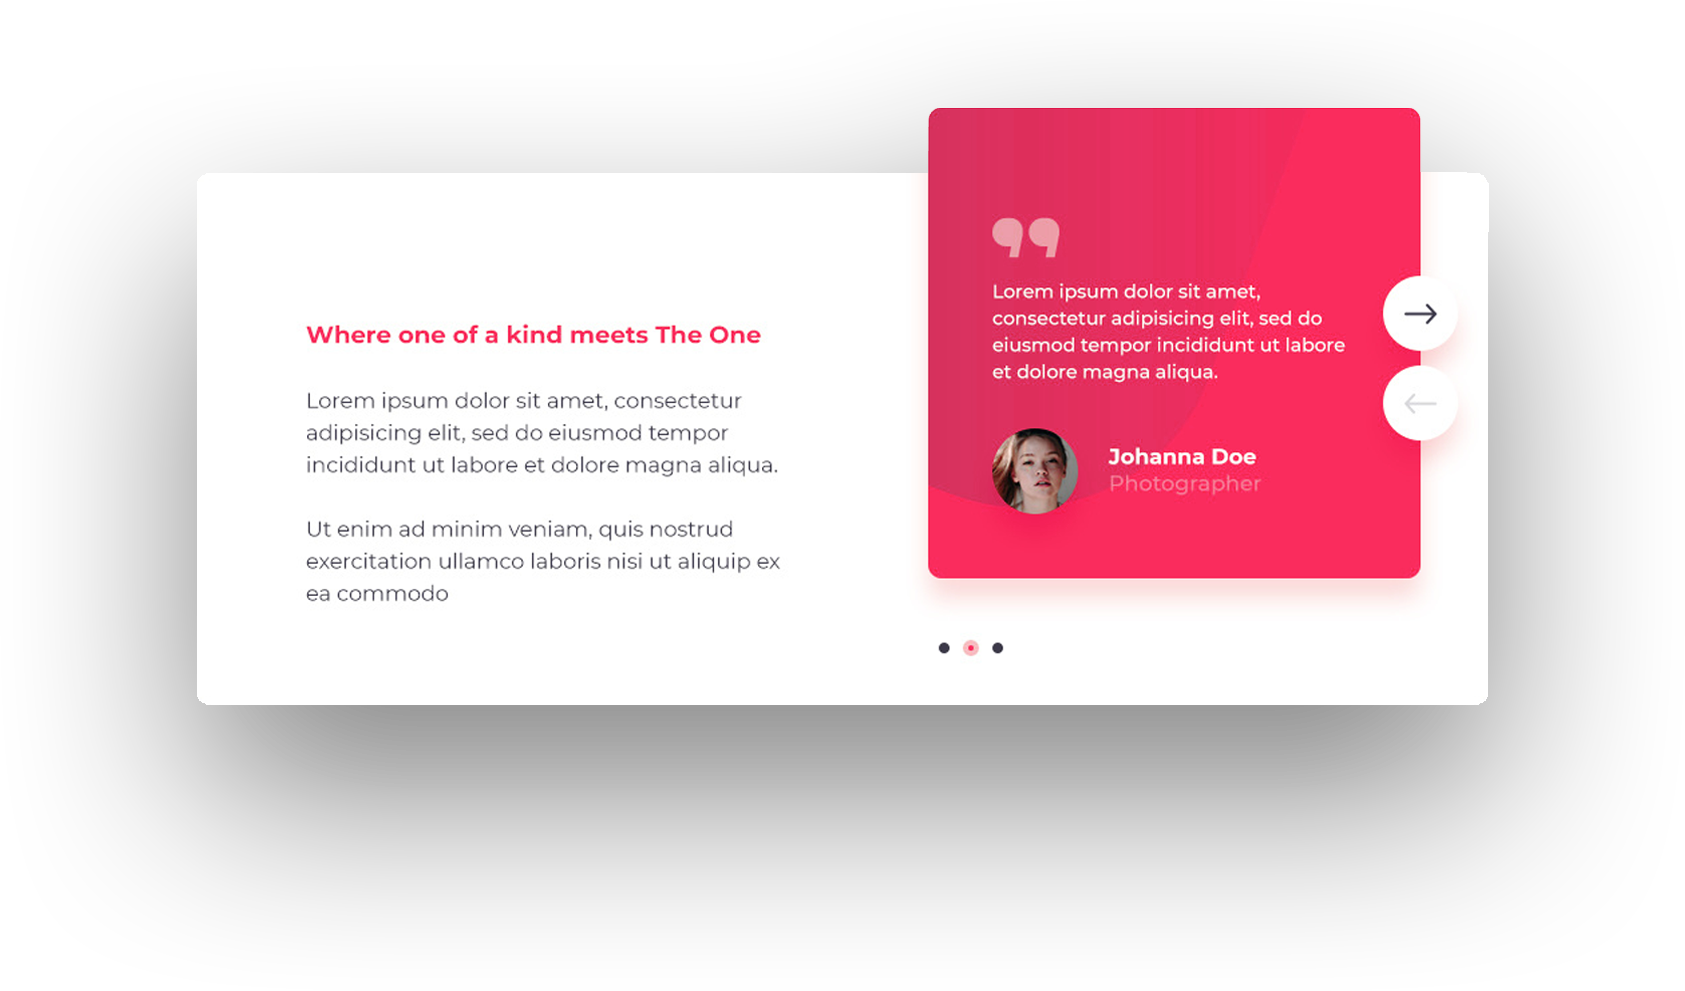 Where one of a kind meets The One
Lorem ipsum dolor sit amet, consectetur
adipisicing elit, sed do eiusmod tempor
incididunt ut labore et dolore magna aliqua.
Ut enim ad minim veniam, quis nostrud
exercitation ullamco laboris nisi ut aliquip ex
ea commodo
Lorem ipsum dolor sit amet,
consectetur adipisicing elit, sed do
eiusmod tempor incididunt ut labore
et dolore magna aliqua.
Johanna Doe
Photographer